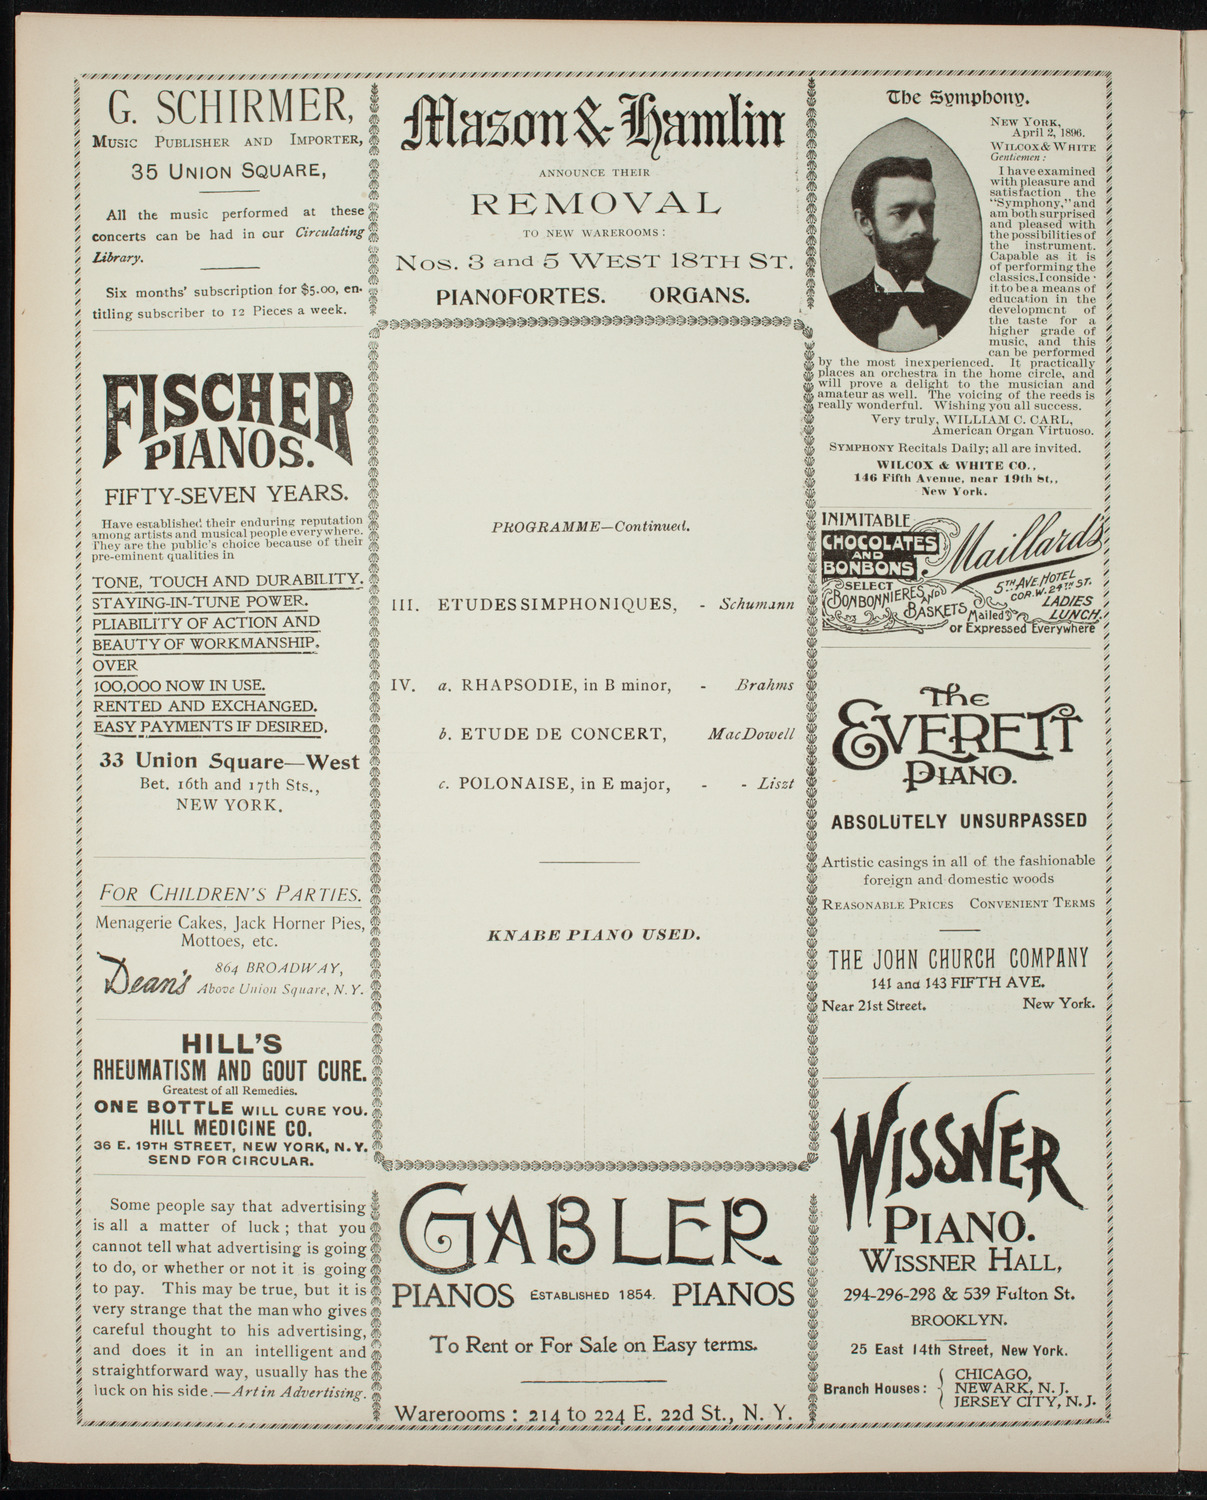 G. SCHIRMER,
MUSIC PUBLISHER AND IMPORTER,
35 UNION SQUARE,
All the music performed at these
concerts can be had in our Circulating
Library.
Six months' subscription for $5.00, en-
titling subscriber to 12 Pieces a week.
FISCHER
PIANOS.
FIFTY-SEVEN YEARS.
Have established their enduring reputation
among artists and musical people everywhere.
They are the public's choice because of their
pre-eminent qualities in
TONE, TOUCH AND DURABILITY.
STAYING-IN-TUNE POWER.
PLIABILITY OF ACTION AND
BEAUTY OF WORKMANSHIP.
OVER
100,000 NOW IN USE.
RENTED AND EXCHANGED.
EASY PAYMENTS IF DESIRED.
33 Union Square—West
Bet. 16th and 17th Sts.,
NEW YORK.
FOR CHILDREN'S PARTIES.
Menagerie Cakes, Jack Horner Pies,
Mottoes, etc.
Dean's 864 BROADWAY,
Above Union Square, N. Y.
HILL'S
RHEUMATISM AND GOUT CURE.
Greatest of all Remedies.
ONE BOTTLE WILL CURE YOU.
HILL MEDICINE CO.
36 E. 19TH STREET, NEW YORK, N. Y.
SEND FOR CIRCULAR.
Some people say that advertising
is all a matter of luck ; that you
cannot tell what advertising is going
to do, or whether or not it is going
to pay. This may be true, but it is
very strange that the man who gives
careful thought to his advertising,
and does it in an intelligent and
straightforward way, usually has the
luck on his side.—Art in Advertising.
Mason & Hamlin
ANNOUNCE THEIR
REMOVAL
TO NEW WAREROOMS :
Nos. 3 and 5 WEST 18TH ST.
PIANOFORTES. ORGANS.
PROGRAMME—Continued.
III. ETUDES SIMPHONIQUES, - Schumann
IV. a. RHAPSODIE, in B minor, - Brahms
b. ETUDE DE CONCERT, MacDowell
c. POLONAISE, in E major, - - Liszt
KNABE PIANO USED.
GABLER
PIANOS ESTABLISHED 1854. PIANOS
To Rent or For Sale on Easy terms.
Warerooms : 214 to 224 E. 22d St., N. Y.
The Symphony.
NEW YORK,
April 2, 1896.
WILCOX & WHITE
Gentlemen :
I have examined
with pleasure and
satisfaction the
"Symphony," and
am both surprised
and pleased with
the possibilities of
the instrument.
Capable as it is
of performing the
classics, I conside
it to be a means of
education in the
development of
the taste for a
higher grade of
music, and this
can be performed
by the most inexperienced. It practically
places an orchestra in the home circle, and
will prove a delight to the musician and
amateur as well. The voicing of the reeds is
really wonderful. Wishing you all success.
Very truly, WILLIAM C. CARL,
American Organ Virtuoso.
SYMPHONY Recitals Daily; all are invited.
WILCOX & WHITE CO.,
146 Fifth Avenue, near 19th St.,
New York.
INIMITABLE
CHOCOLATES
AND
BONBONS.
Maillard's
SELECT
BONBONNIERES AND
BASKETS
5TH AVE. HOTEL
COR. W. 24TH ST.
LADIES
LUNCH.
Mailed
or Expressed Everywhere
The
EVERETT
PIANO.
ABSOLUTELY UNSURPASSED
Artistic casings in all of the fashionable
foreign and domestic woods
REASONABLE PRICES CONVENIENT TERMS
THE JOHN CHURCH COMPANY
141 and 143 FIFTH AVE.
Near 21st Street. New York.
WISSNER
PIANO.
WISSNER HALL,
294-296-298 & 539 Fulton St.
BROOKLYN.
25 East 14th Street, New York.
Branch Houses: CHICAGO,
NEWARK, N. J.
JERSEY CITY, N. J.